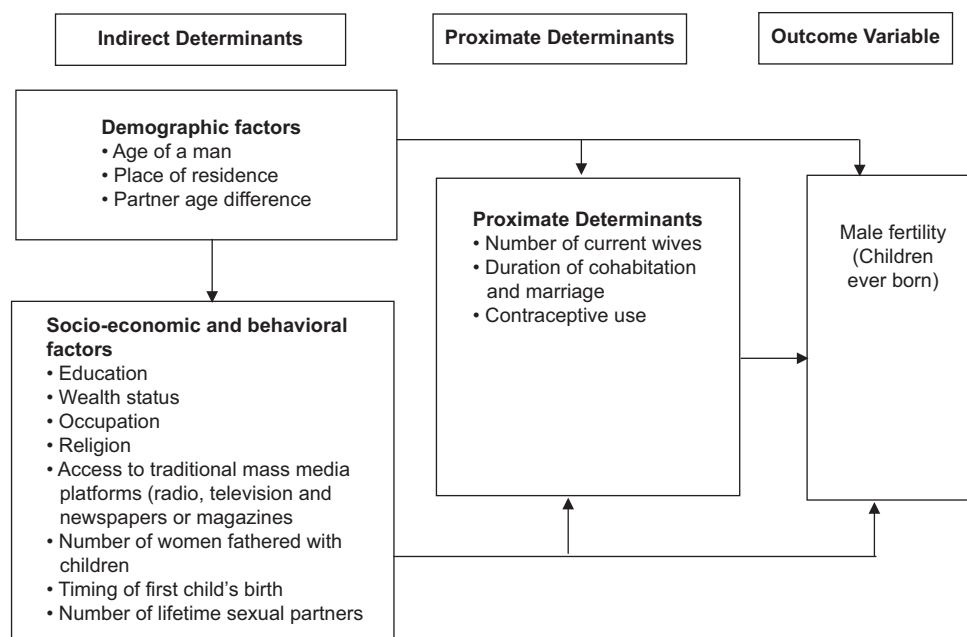 Indirect Determinants
Proximate Determinants
Outcome Variable
Demographic factors
• Age of a man
• Place of residence
• Partner age difference
Socio-economic and behavioral
factors
• Education
• Wealth status
• Occupation
• Religion
• Access to traditional mass media
platforms (radio, television and
newspapers or magazines
• Number of women fathered with
children
• Timing of first child's birth
• Number of lifetime sexual partners
Proximate Determinants
• Number of current wives
• Duration of cohabitation
and marriage
• Contraceptive use
Male fertility
(Children
ever born)